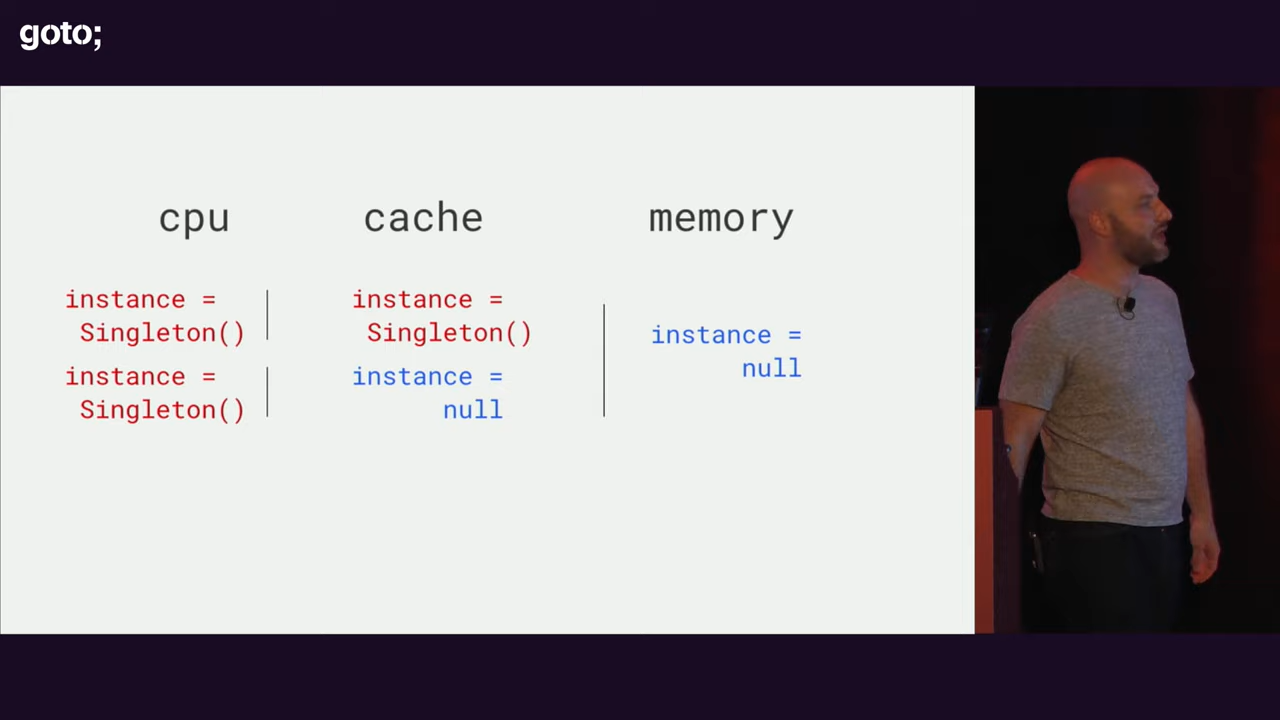 goto;
cpu
cache
memory
instance =
Singleton()
instance =
Singleton()
instance =
Singleton()
instance =
null
instance =
null